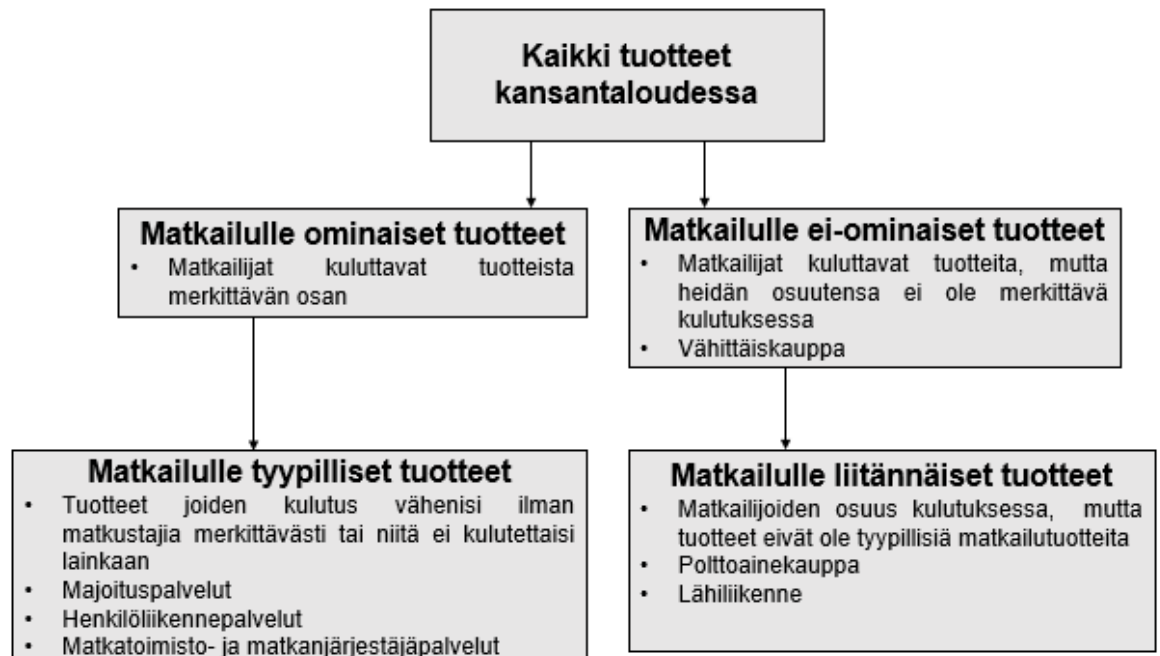 Kaikki tuotteet
kansantaloudessa
Matkailulle ominaiset tuotteet
• Matkailijat kuluttavat tuotteista
merkittävän osan
Matkailulle ei-ominaiset tuotteet
• Matkailijat kuluttavat tuotteita, mutta
heidän osuutensa ei ole merkittävä
kulutuksessa
• Vähittäiskauppa
Matkailulle tyypilliset tuotteet
• Tuotteet joiden kulutus vähenisi ilman
matkustajia merkittävästi tai niitä ei kulutettaisi
lainkaan
• Majoituspalvelut
• Henkilöliikennepalvelut
• Matkatoimisto- ja matkanjärjestäjäpalvelut
Matkailulle liitännäiset tuotteet
• Matkailijoiden osuus kulutuksessa, mutta
tuotteet eivät ole tyypillisiä matkailutuotteita
• Polttoainekauppa
• Lähiliikenne